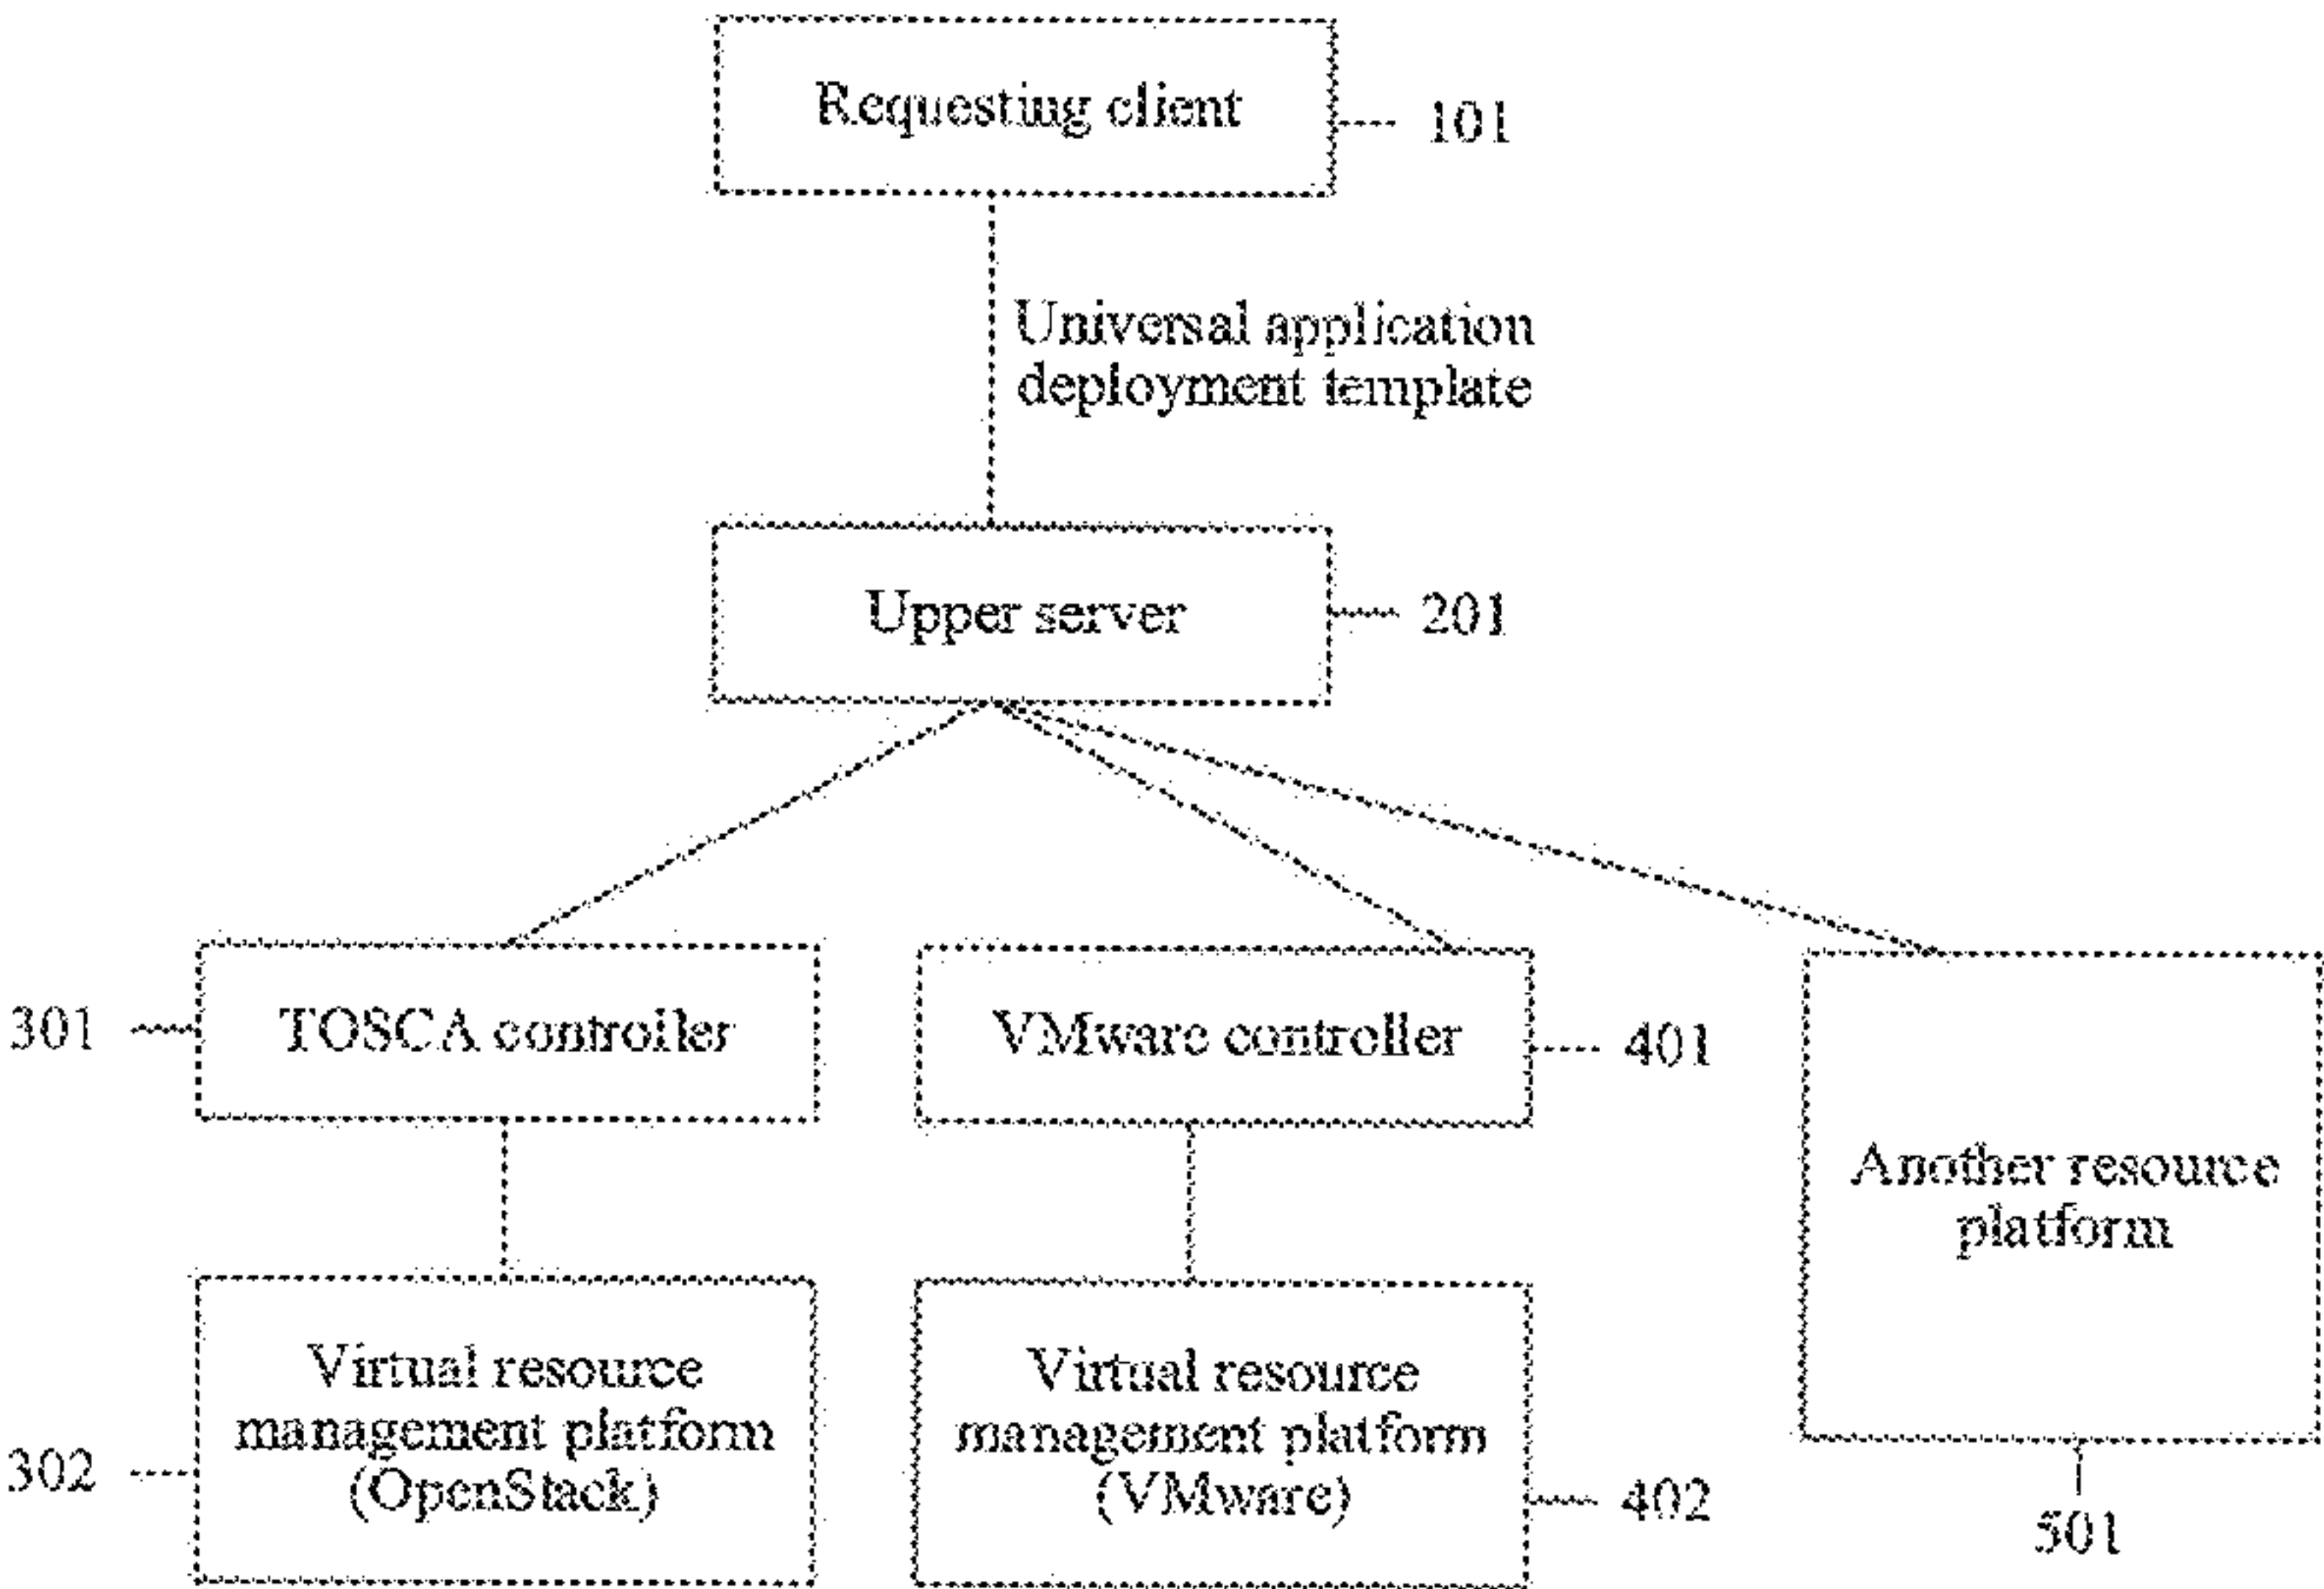 Requesting client
101
Universal application
deployment template
Upper server
201
301
TOSCA controller
VMware controller
401
Another resource
platform
501
302
Virtual resource
management platform
(OpenStack)
Virtual resource
management platform
(VMware)
402